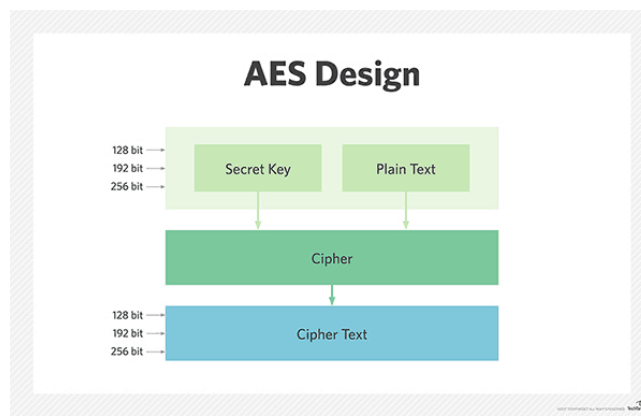 AES Design
128 bit
192 bit
256 bit
Secret Key
Plain Text
Cipher
128 bit
192 bit
256 bit
Cipher Text